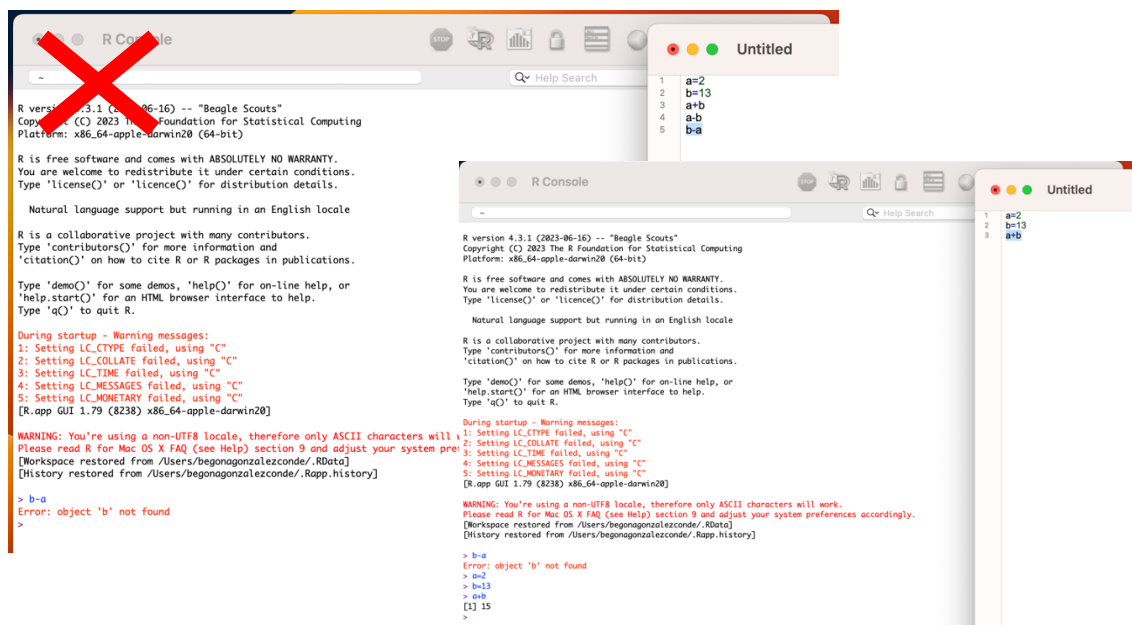 R Console
STOP
~
Help Search
R version 4.3.1 (2023-06-16) -- "Beagle Scouts"
Copyright (C) 2023 The R Foundation for Statistical Computing
Platform: x86_64-apple-darwin20 (64-bit)
R is free software and comes with ABSOLUTELY NO WARRANTY.
You are welcome to redistribute it under certain conditions.
Type 'license()' or 'licence()' for distribution details.
Natural language support but running in an English locale
R is a collaborative project with many contributors.
Type 'contributors()' for more information and
'citation()' on how to cite R or R packages in publications.
Type 'demo()' for some demos, 'help()' for on-line help, or
'help.start()' for an HTML browser interface to help.
Type 'q()' to quit R.
During startup - Warning messages:
1: Setting LC_CTYPE failed, using "C"
2: Setting LC_COLLATE failed, using "C"
3: Setting LC_TIME failed, using "C"
4: Setting LC_MESSAGES failed, using "C"
5: Setting LC_MONETARY failed, using "C"
[R.app GUI 1.79 (8238) x86_64-apple-darwin20]
WARNING: You're using a non-UTF8 locale, therefore only ASCII characters will
Please read R for Mac OS X FAQ (see Help) section 9 and adjust your system pre
[Workspace restored from /Users/begonagonzalezconde/.RData]
[History restored from /Users/begonagonzalezconde/.Rapp.history]
> b-a
Error: object 'b' not found
>
Untitled
1 a=2
2 b=13
3 a+b
4 a-b
5 b-a
R Console
STOP
~
Help Search
R version 4.3.1 (2023-06-16) -- "Beagle Scouts"
Copyright (C) 2023 The R Foundation for Statistical Computing
Platform: x86_64-apple-darwin20 (64-bit)
R is free software and comes with ABSOLUTELY NO WARRANTY.
You are welcome to redistribute it under certain conditions.
Type 'license()' or 'licence()' for distribution details.
Natural language support but running in an English locale
R is a collaborative project with many contributors.
Type 'contributors()' for more information and
'citation()' on how to cite R or R packages in publications.
Type 'demo()' for some demos, 'help()' for on-line help, or
'help.start()' for an HTML browser interface to help.
Type 'q()' to quit R.
During startup - Warning messages:
1: Setting LC_CTYPE failed, using "C"
2: Setting LC_COLLATE failed, using "C"
3: Setting LC_TIME failed, using "C"
4: Setting LC_MESSAGES failed, using "C"
5: Setting LC_MONETARY failed, using "C"
[R.app GUI 1.79 (8238) x86_64-apple-darwin20]
WARNING: You're using a non-UTF8 locale, therefore only ASCII characters will work.
Please read R for Mac OS X FAQ (see Help) section 9 and adjust your system preferences accordingly.
[Workspace restored from /Users/begonagonzalezconde/.RData]
[History restored from /Users/begonagonzalezconde/.Rapp.history]
> b-a
Error: object 'b' not found
> a=2
> b=13
> a+b
[1] 15
>
Untitled
1 a=2
2 b=13
3 a+b